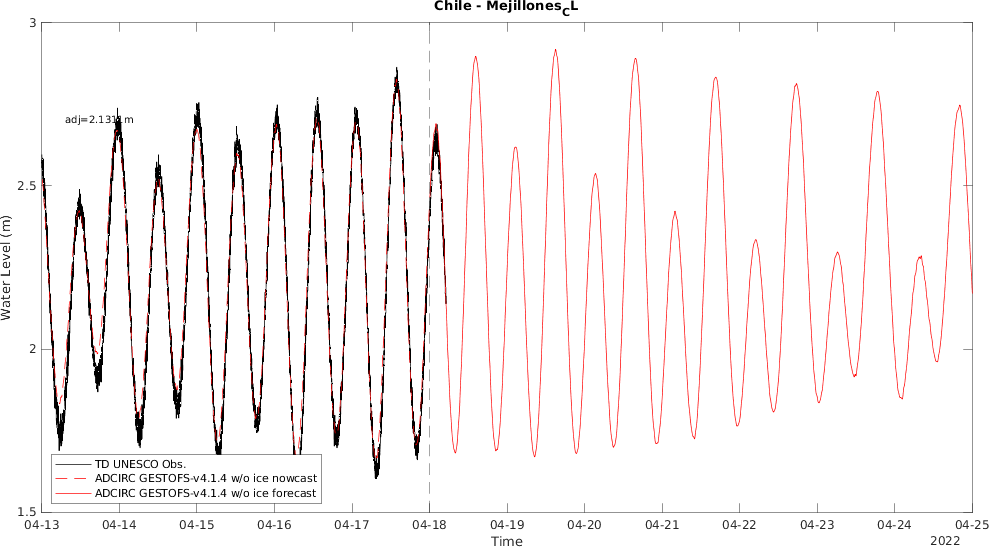 Chile - Mejillones_CL
adj=2.1311m
Water Level (m)
3
2.5
2
1.5
TD UNESCO Obs.
ADCIRC GESTOFS-v4.1.4 w/o ice nowcast
ADCIRC GESTOFS-v4.1.4 w/o ice forecast
04-13 04-14 04-15 04-16 04-17 04-18 04-19 04-20 04-21 04-22 04-23 04-24 04-25
Time
2022